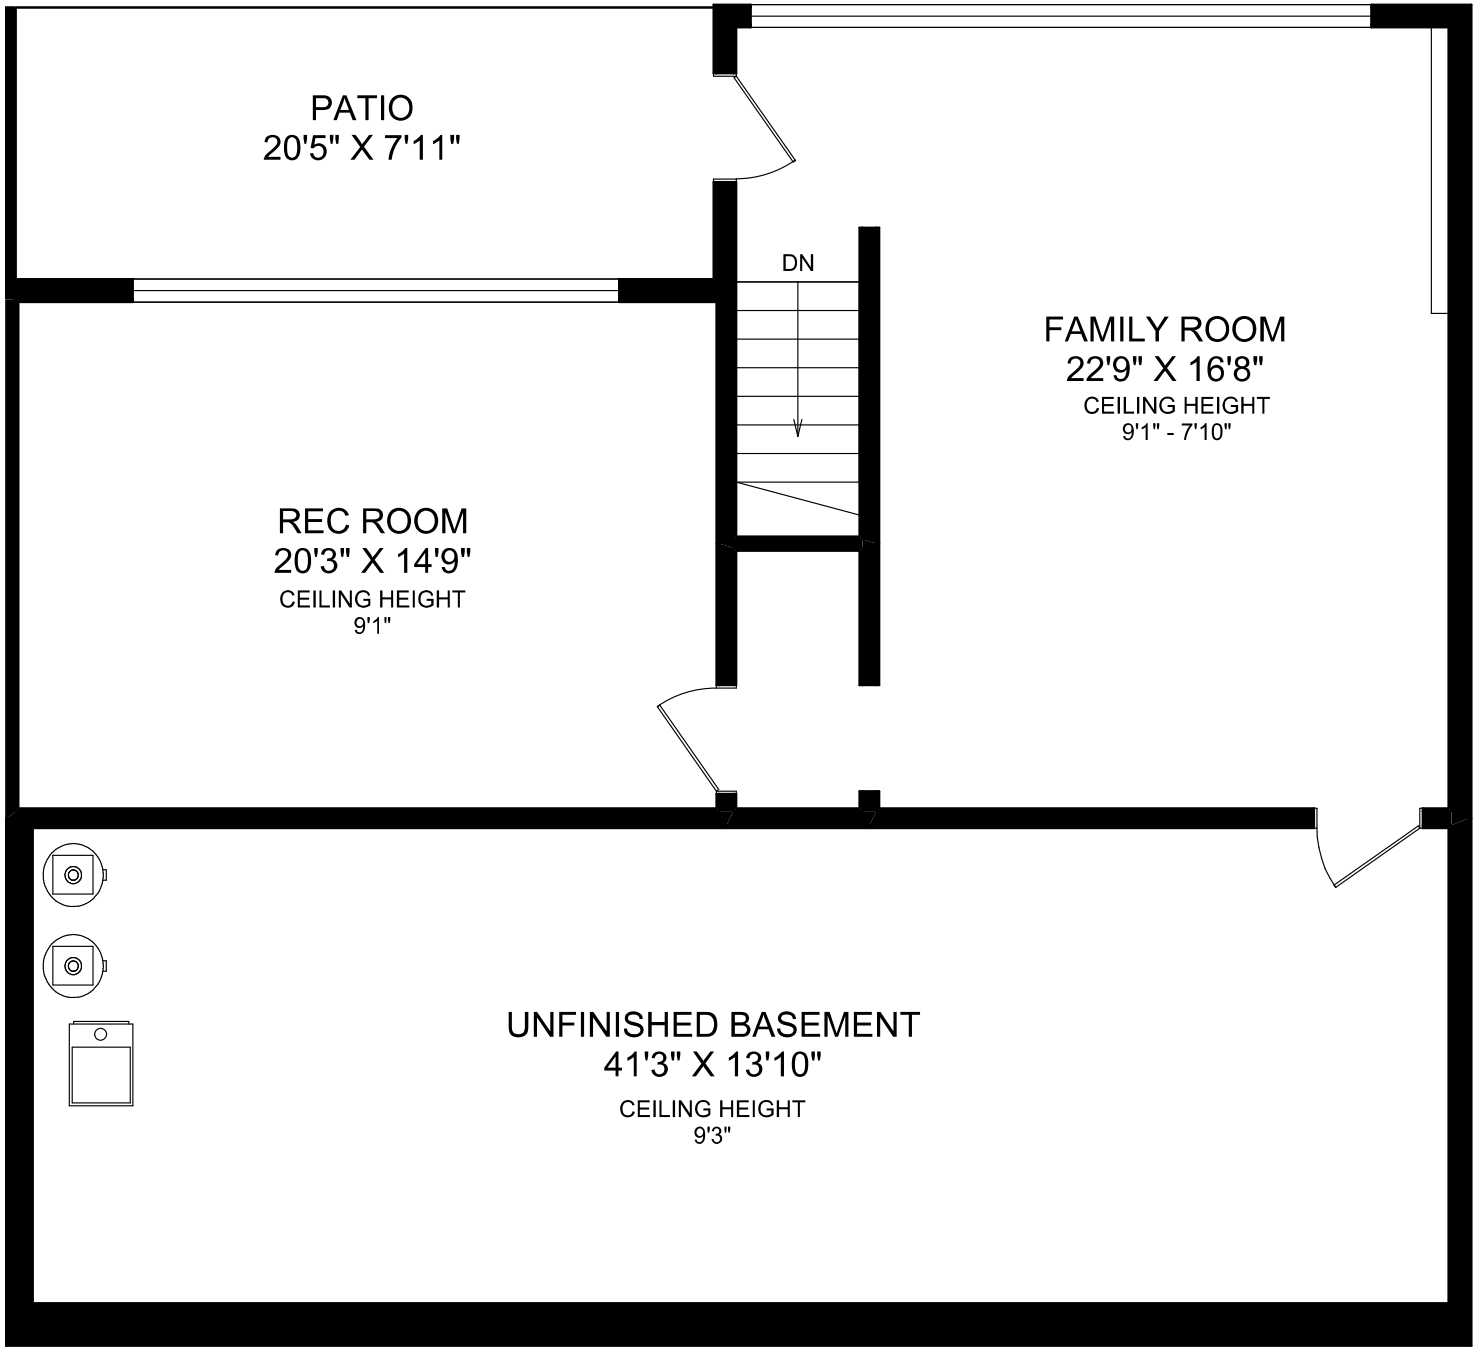 PATIO
20'5" X 7'11"
DN
FAMILY ROOM
22'9" X 16'8"
CEILING HEIGHT
9'1" - 7'10"
REC ROOM
20'3" X 14'9"
CEILING HEIGHT
9'1"
UNFINISHED BASEMENT
41'3" X 13'10"
CEILING HEIGHT
9'3"